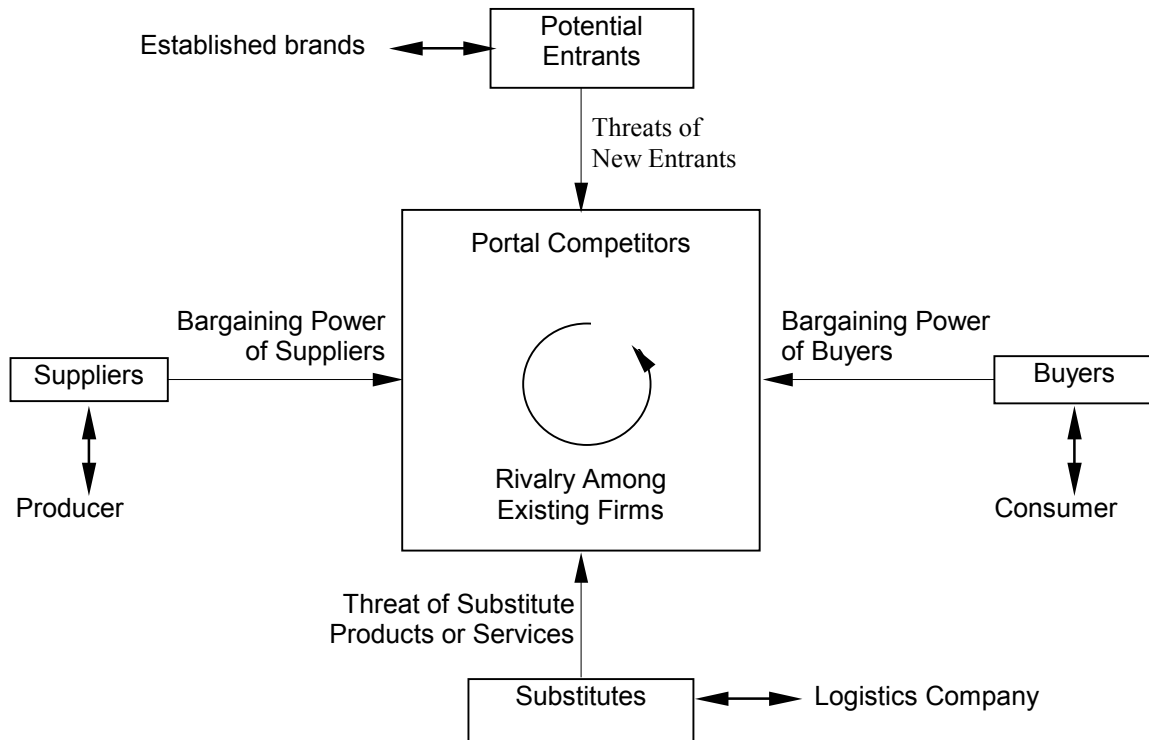 Established brands
Potential
Entrants
Threats of
New Entrants
Portal Competitors
Bargaining Power
of Suppliers
Bargaining Power
of Buyers
Suppliers
Buyers
Producer
Rivalry Among
Existing Firms
Consumer
Threat of Substitute
Products or Services
Substitutes
Logistics Company